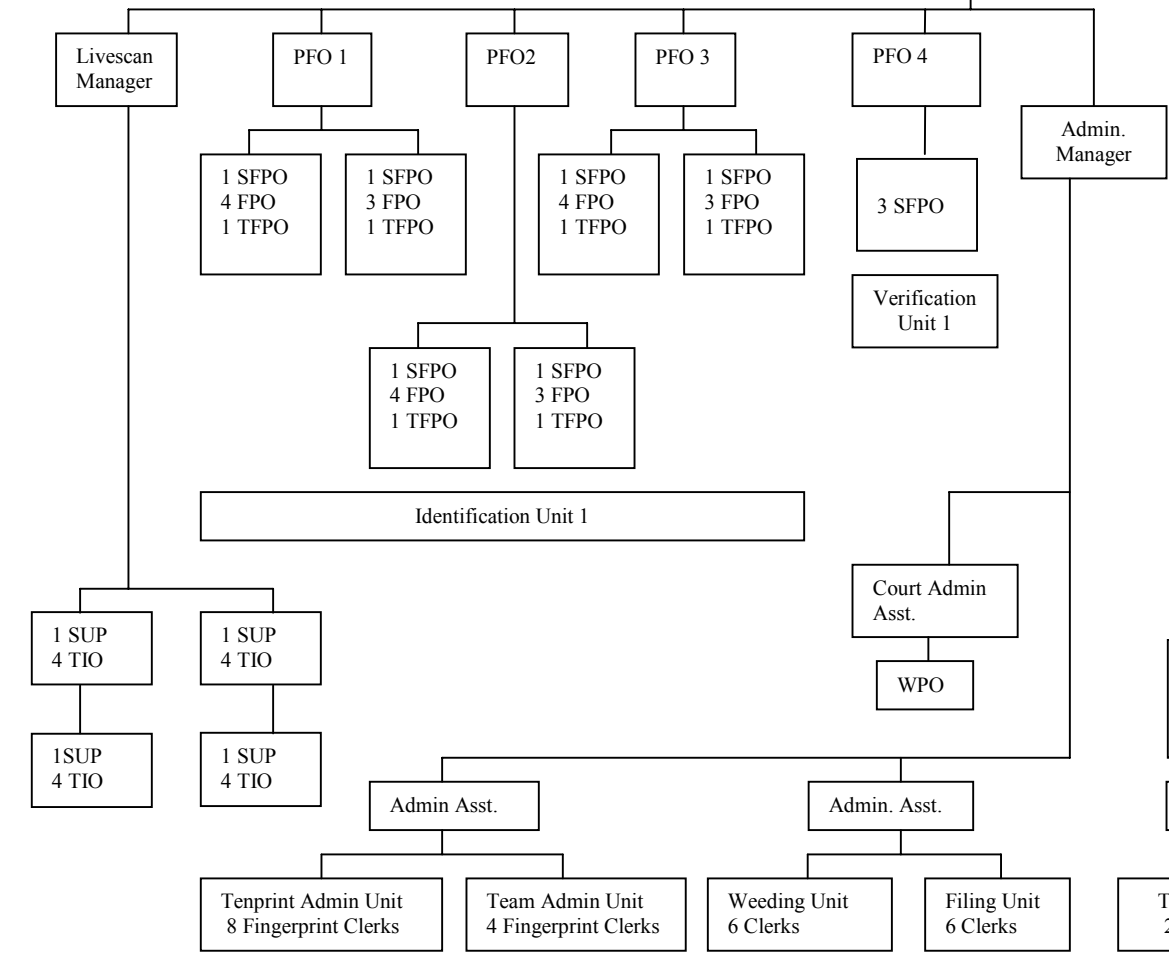 Livescan
Manager
PFO 1
PFO2
PFO 3
PFO 4
Admin.
Manager
1 SFPO
4 FPO
1 TFPO
1 SFPO
3 FPO
1 TFPO
1 SFPO
4 FPO
1 TFPO
1 SFPO
3 FPO
1 TFPO
3 SFPO
Verification
Unit 1
1 SFPO
4 FPO
1 TFPO
1 SFPO
3 FPO
1 TFPO
Identification Unit 1
Court Admin
Asst.
WPO
1 SUP
4 TIO
1 SUP
4 TIO
1SUP
4 TIO
1 SUP
4 TIO
Admin Asst.
Admin. Asst.
Tenprint Admin Unit
8 Fingerprint Clerks
Team Admin Unit
4 Fingerprint Clerks
Weeding Unit
6 Clerks
Filing Unit
6 Clerks
T
2